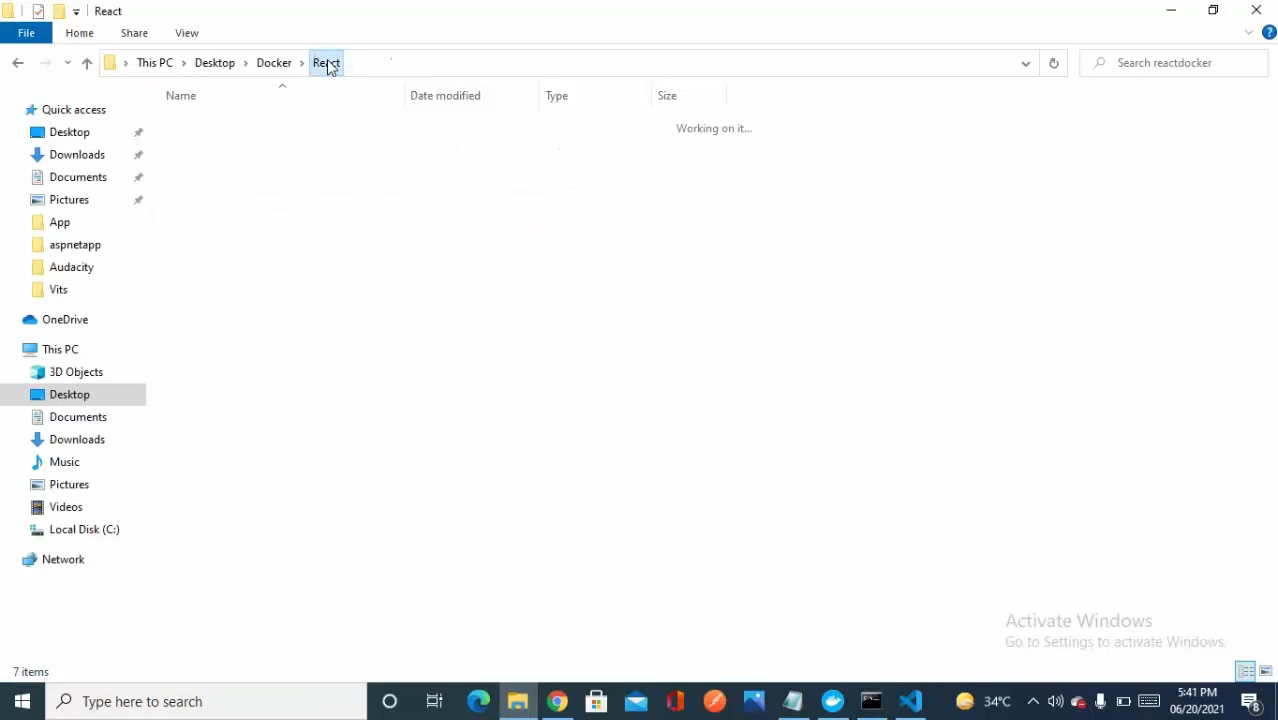 React
File Home Share View
This PC Desktop Docker React
Search reactdocker
Name Date modified Type Size
Working on it...
Quick access
Desktop
Downloads
Documents
Pictures
App
aspnetapp
Audacity
Vits
OneDrive
This PC
3D Objects
Desktop
Documents
Downloads
Music
Pictures
Videos
Local Disk (C:)
Network
Activate Windows
Go to Settings to activate Windows.
7 items
Type here to search
34°C
5:41 PM
06/20/2021
8